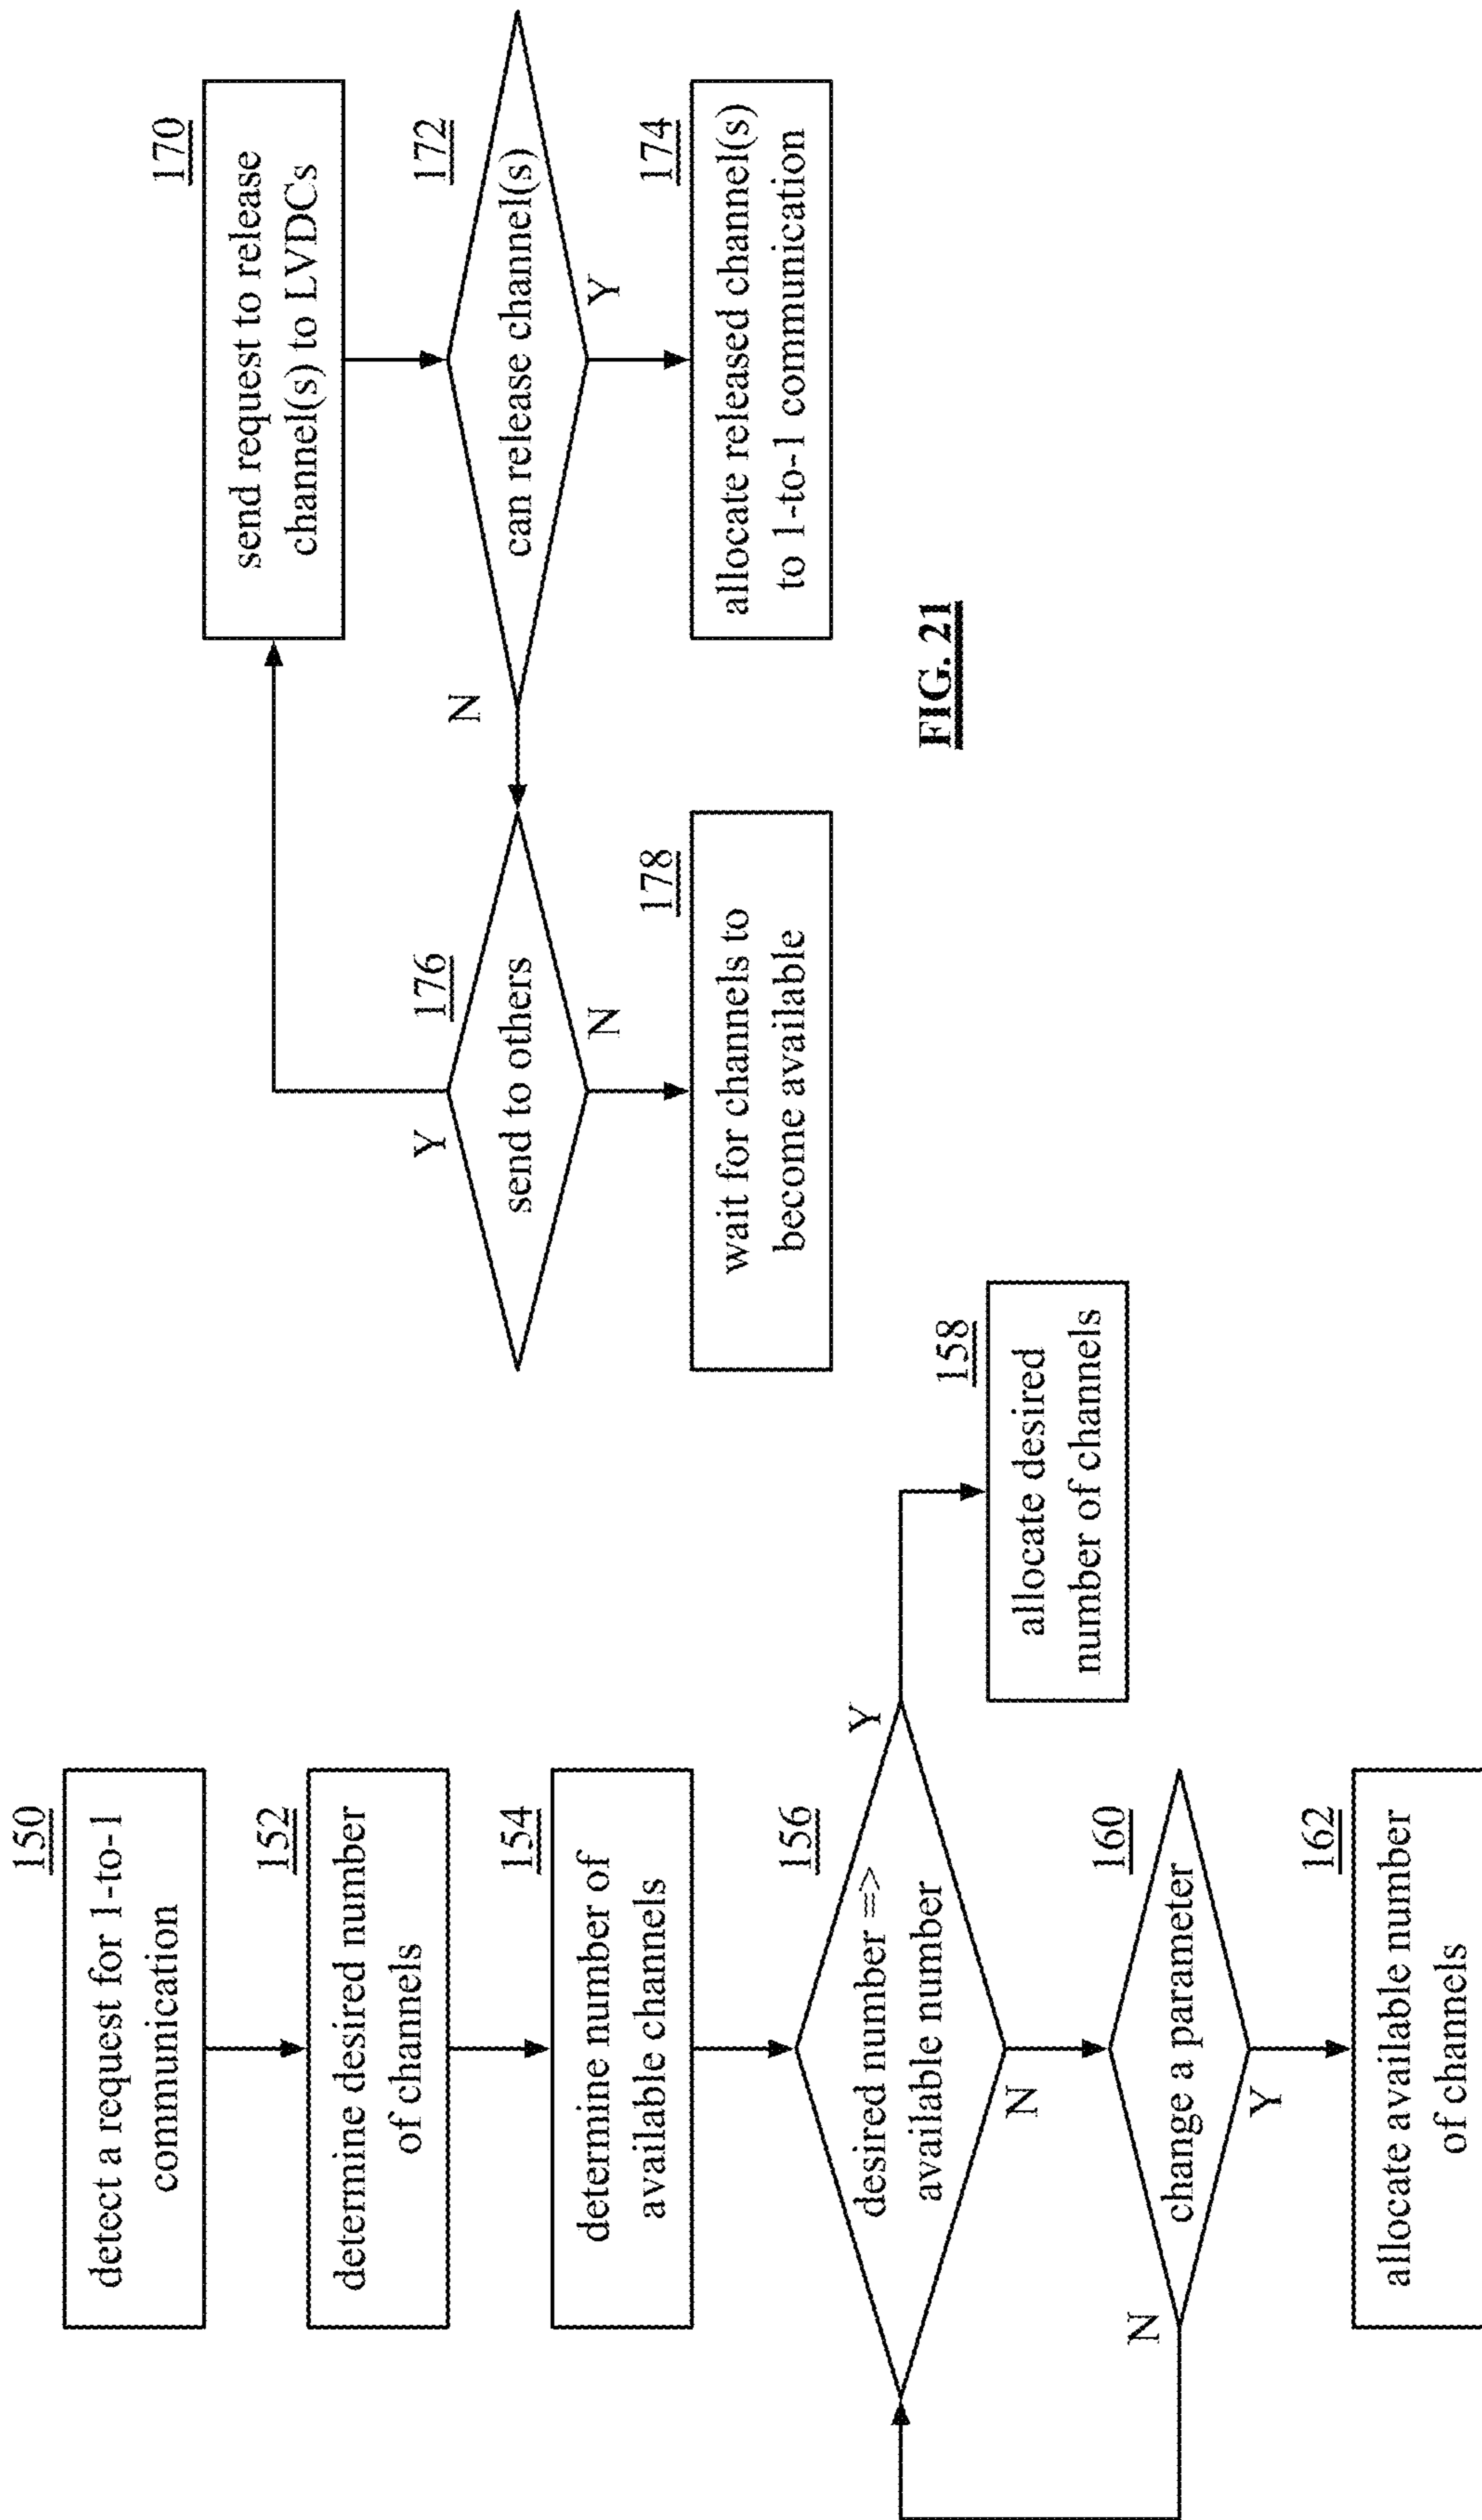 150
detect a request for 1-to-1
communication
152
determine desired number
of channels
154
determine number of
available channels
156
desired number =>
available number
Y
N
158
allocate desired
number of channels
160
change a parameter
N
Y
162
allocate available number
of channels
170
send request to release
channel(s) to LVDCs
172
can release channel(s)
N
Y
174
allocate released channel(s)
to 1-to-1 communication
176
send to others
Y
N
178
wait for channels to
become available
FIG. 21